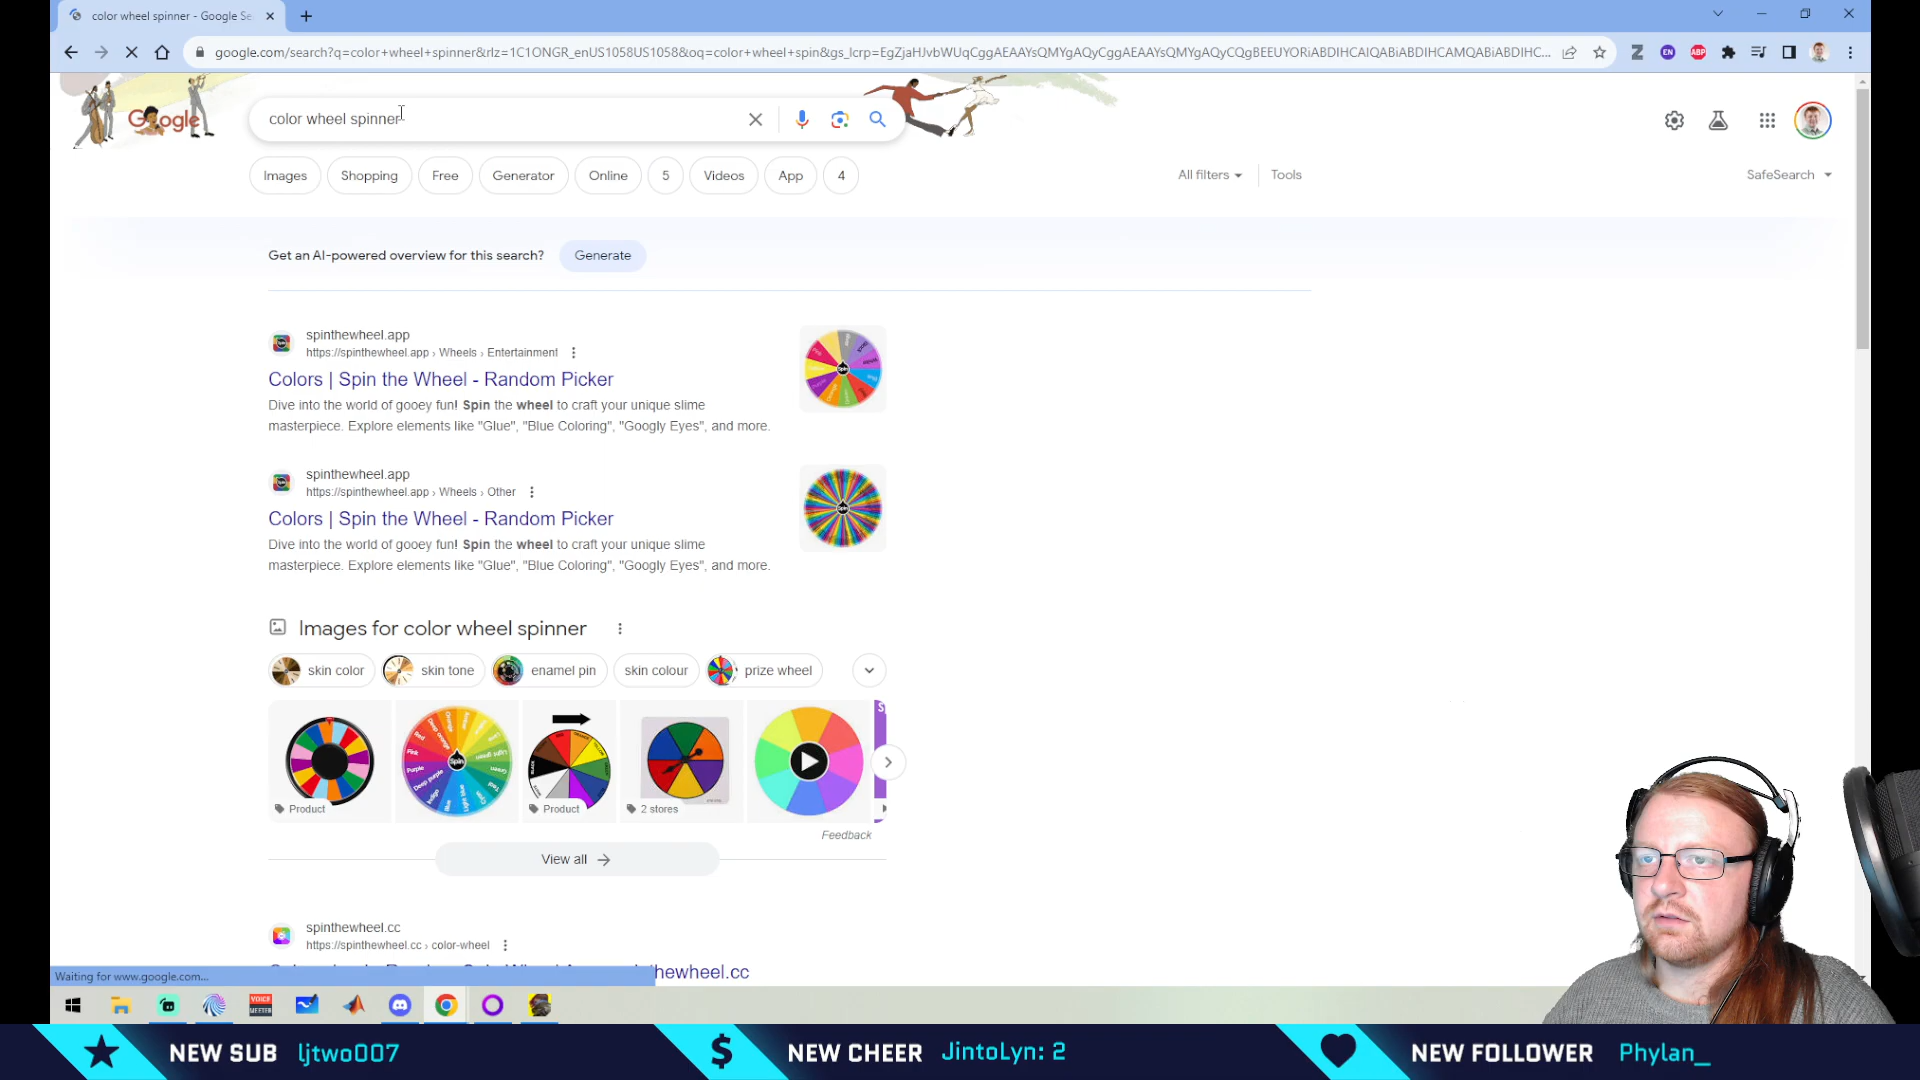 color wheel spinner - Google Se
google.com/search?q=color+wheel+spinner&rlz=1C1ONGR_enUS1058US1058&oq=color+wheel+spin&gs_lcrp=EgZjaHJvbWUqCggAEAAYsQMYgAQyCggAEAAYsQMYgAQyCQgBEEUYORiABDIHCAIQABiABDIHCAMQABiABDIHC...
EN
ABP
Google
color wheel spinner
Images
Shopping
Free
Generator
Online
5
Videos
App
4
All filters
Tools
SafeSearch
Get an AI-powered overview for this search?
Generate
spinthewheel.app
https://spinthewheel.app › Wheels › Entertainment
Colors | Spin the Wheel - Random Picker
Dive into the world of gooey fun! Spin the wheel to craft your unique slime
masterpiece. Explore elements like "Glue", "Blue Coloring", "Googly Eyes", and more.
spinthewheel.app
https://spinthewheel.app › Wheels › Other
Colors | Spin the Wheel - Random Picker
Dive into the world of gooey fun! Spin the wheel to craft your unique slime
masterpiece. Explore elements like "Glue", "Blue Coloring", "Googly Eyes", and more.
Images for color wheel spinner
skin color
skin tone
enamel pin
skin colour
prize wheel
Spin
Product
Product
2 stores
Feedback
View all
spinthewheel.cc
https://spinthewheel.cc › color-wheel
thewheel.cc
Waiting for www.google.com...
VOICE
MEETER
NEW SUB ljtwo007
NEW CHEER JintoLyn: 2
NEW FOLLOWER Phylan_